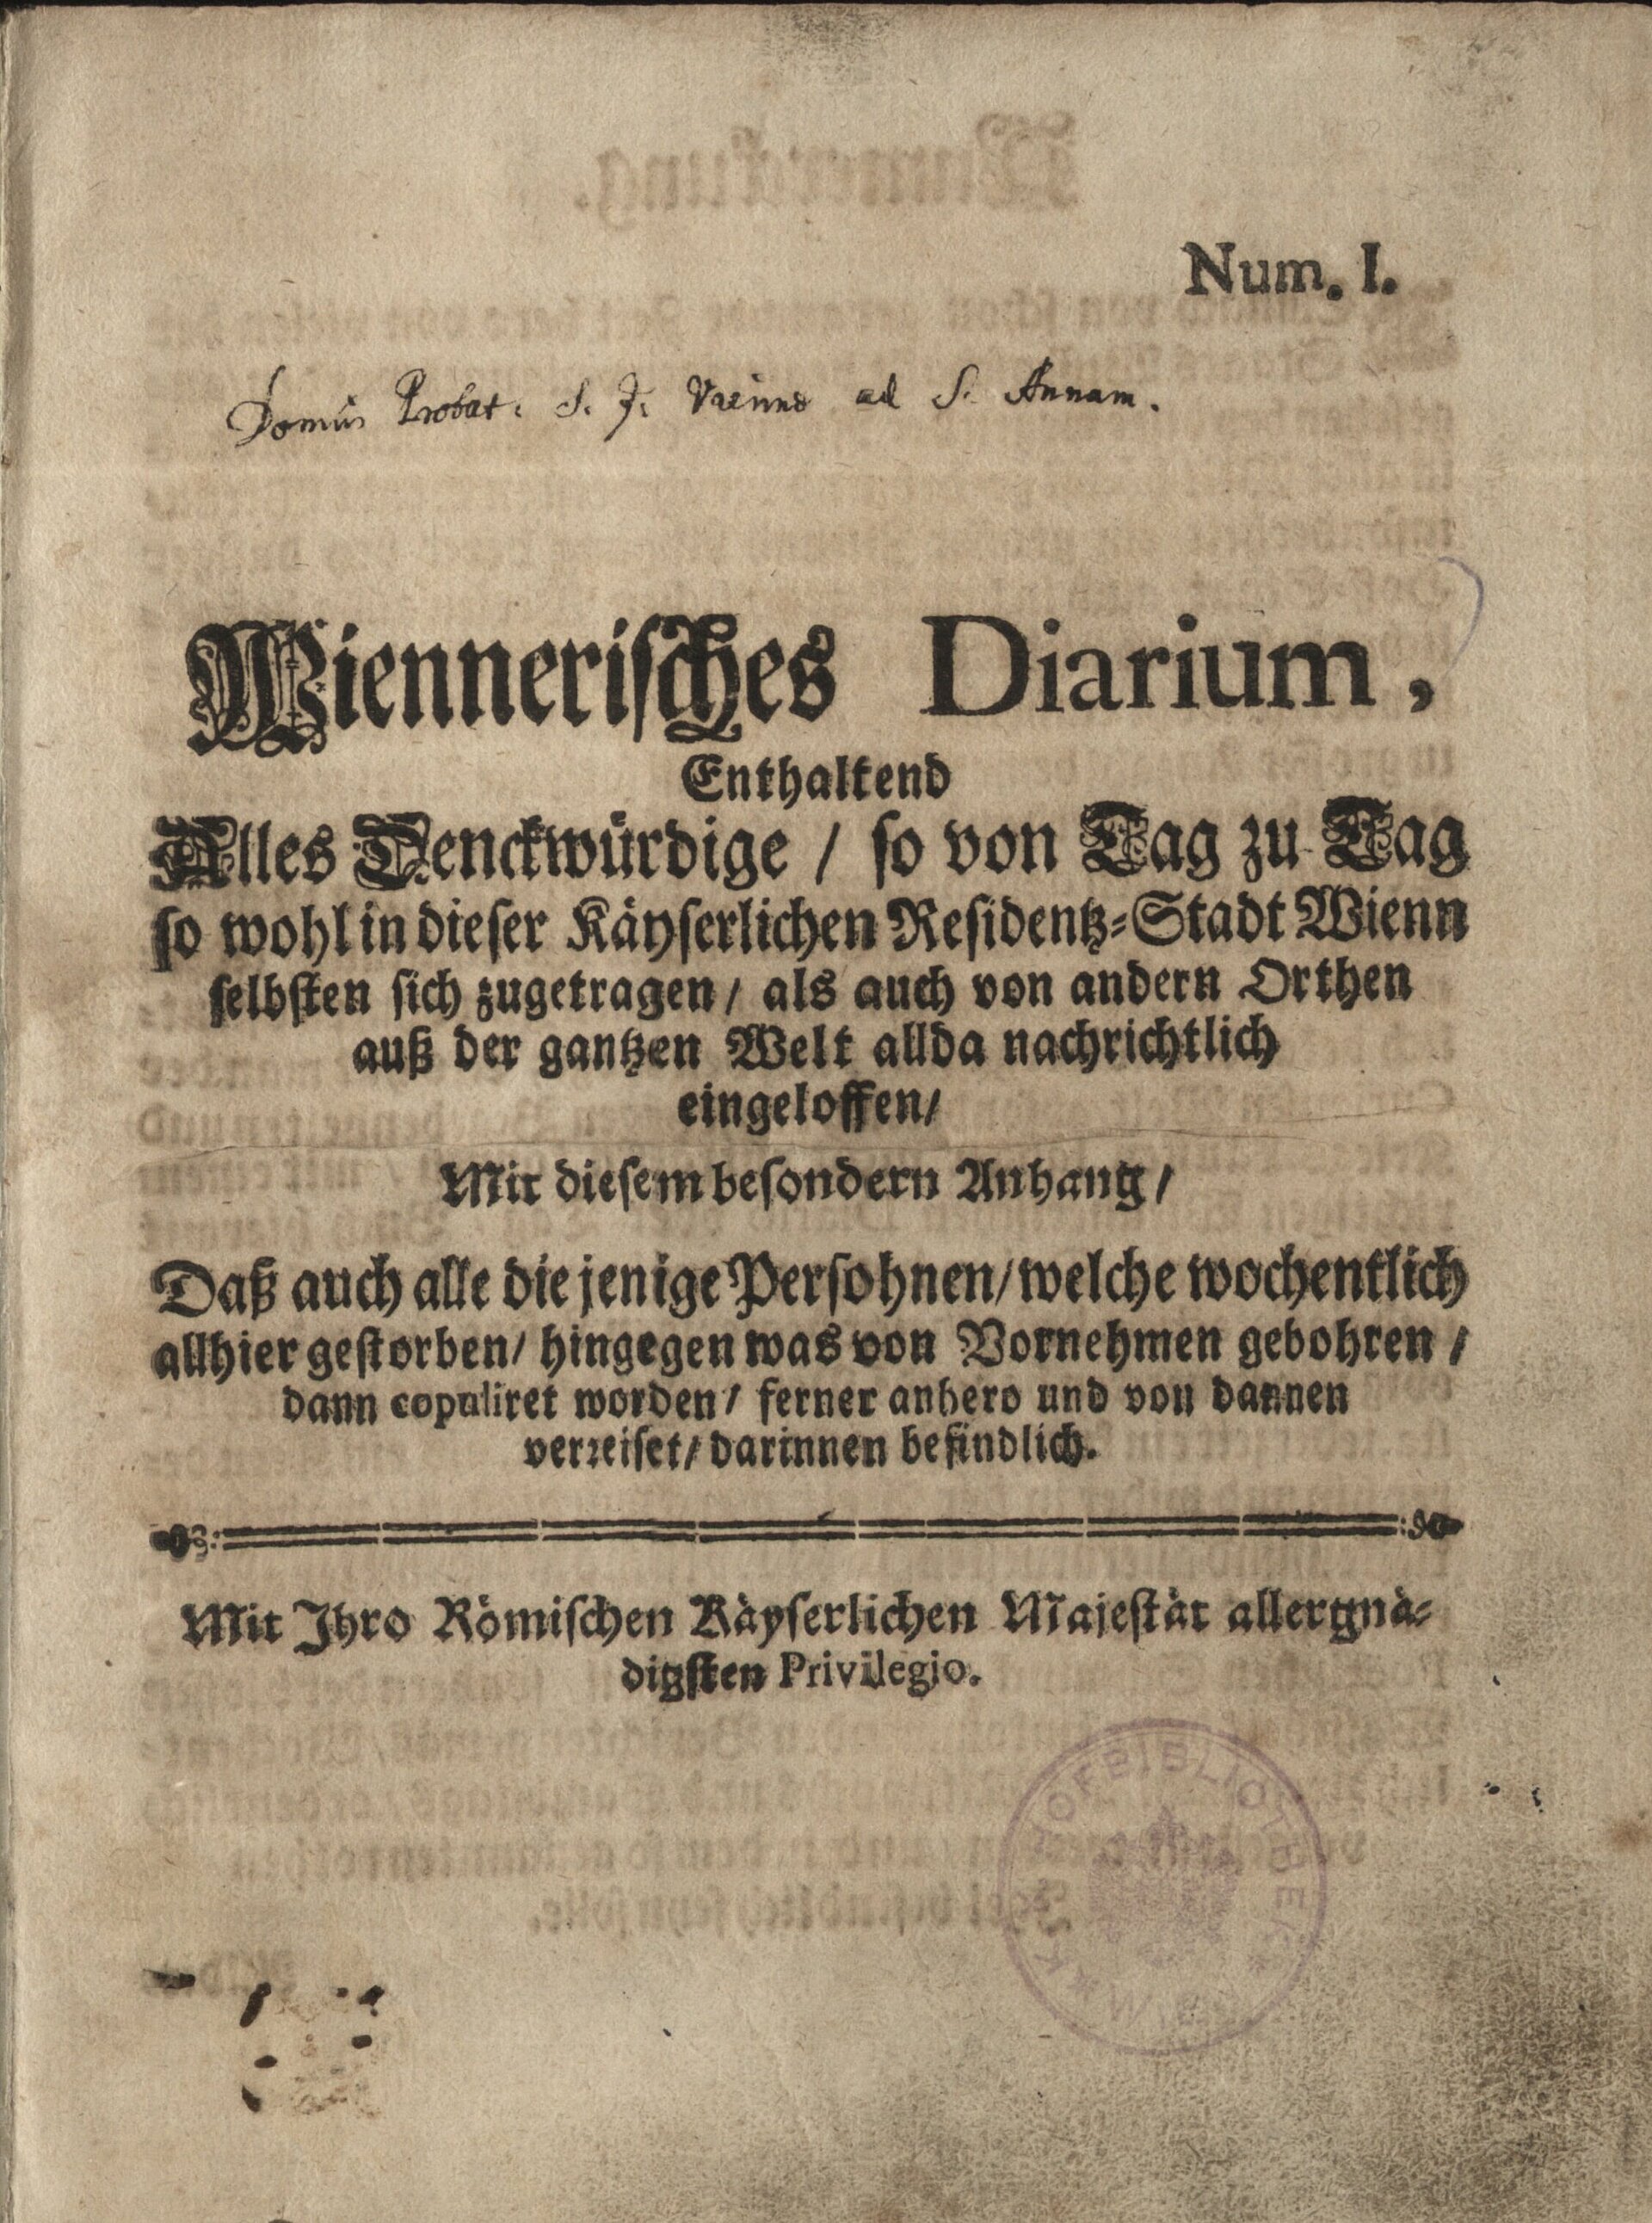 Num. I.
Domus Probat. S. J. Viennæ ad S. Annam.
Wiennerisches Diarium,
Enthaltend
Alles Denckwürdige / so von Tag zu Tag
so wohl in dieser Käyserlichen Residentz-Stadt Wienn
selbsten sich zugetragen / als auch von andern Orthen
auß der gantzen Welt allda nachrichtlich
eingeloffen /
Mit diesem besondern Anhang /
Daß auch alle die jenige Persohnen / welche wochentlich
allhier gestorben / hingegen was von Vornehmen gebohren /
dann copuliret worden / ferner anhero und von dannen
verreiset / darinnen befindlich.
Mit Ihro Römischen Käyserlichen Majestät allergnä-
digsten Privilegio.
K.K. HOFBIBLIOTHEK
WIEN